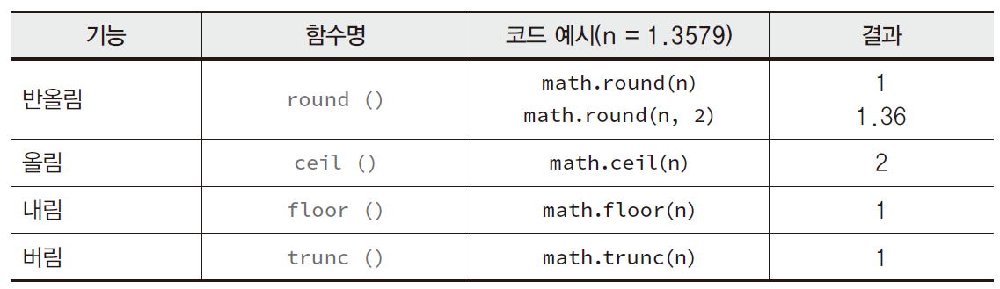 기능 함수명 코드 예시(n = 1.3579) 결과
반올림 round () math.round(n) 1
math.round(n, 2) 1.36
올림 ceil () math.ceil(n) 2
내림 floor () math.floor(n) 1
버림 trunc () math.trunc(n) 1